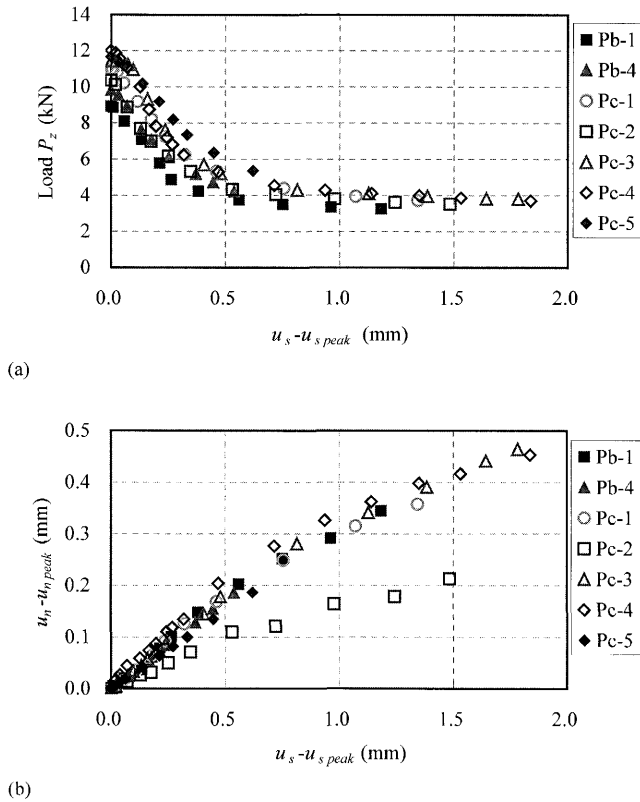 14
12
10
8
6
4
2
0
Load P_z (kN)
0.0 0.5 1.0 1.5 2.0
u_s - u_s peak (mm)
Pb-1
Pb-4
Pc-1
Pc-2
Pc-3
Pc-4
Pc-5
(a)
0.5
0.4
0.3
0.2
0.1
0.0
u_n - u_n peak (mm)
0.0 0.5 1.0 1.5 2.0
u_s - u_s peak (mm)
Pb-1
Pb-4
Pc-1
Pc-2
Pc-3
Pc-4
Pc-5
(b)